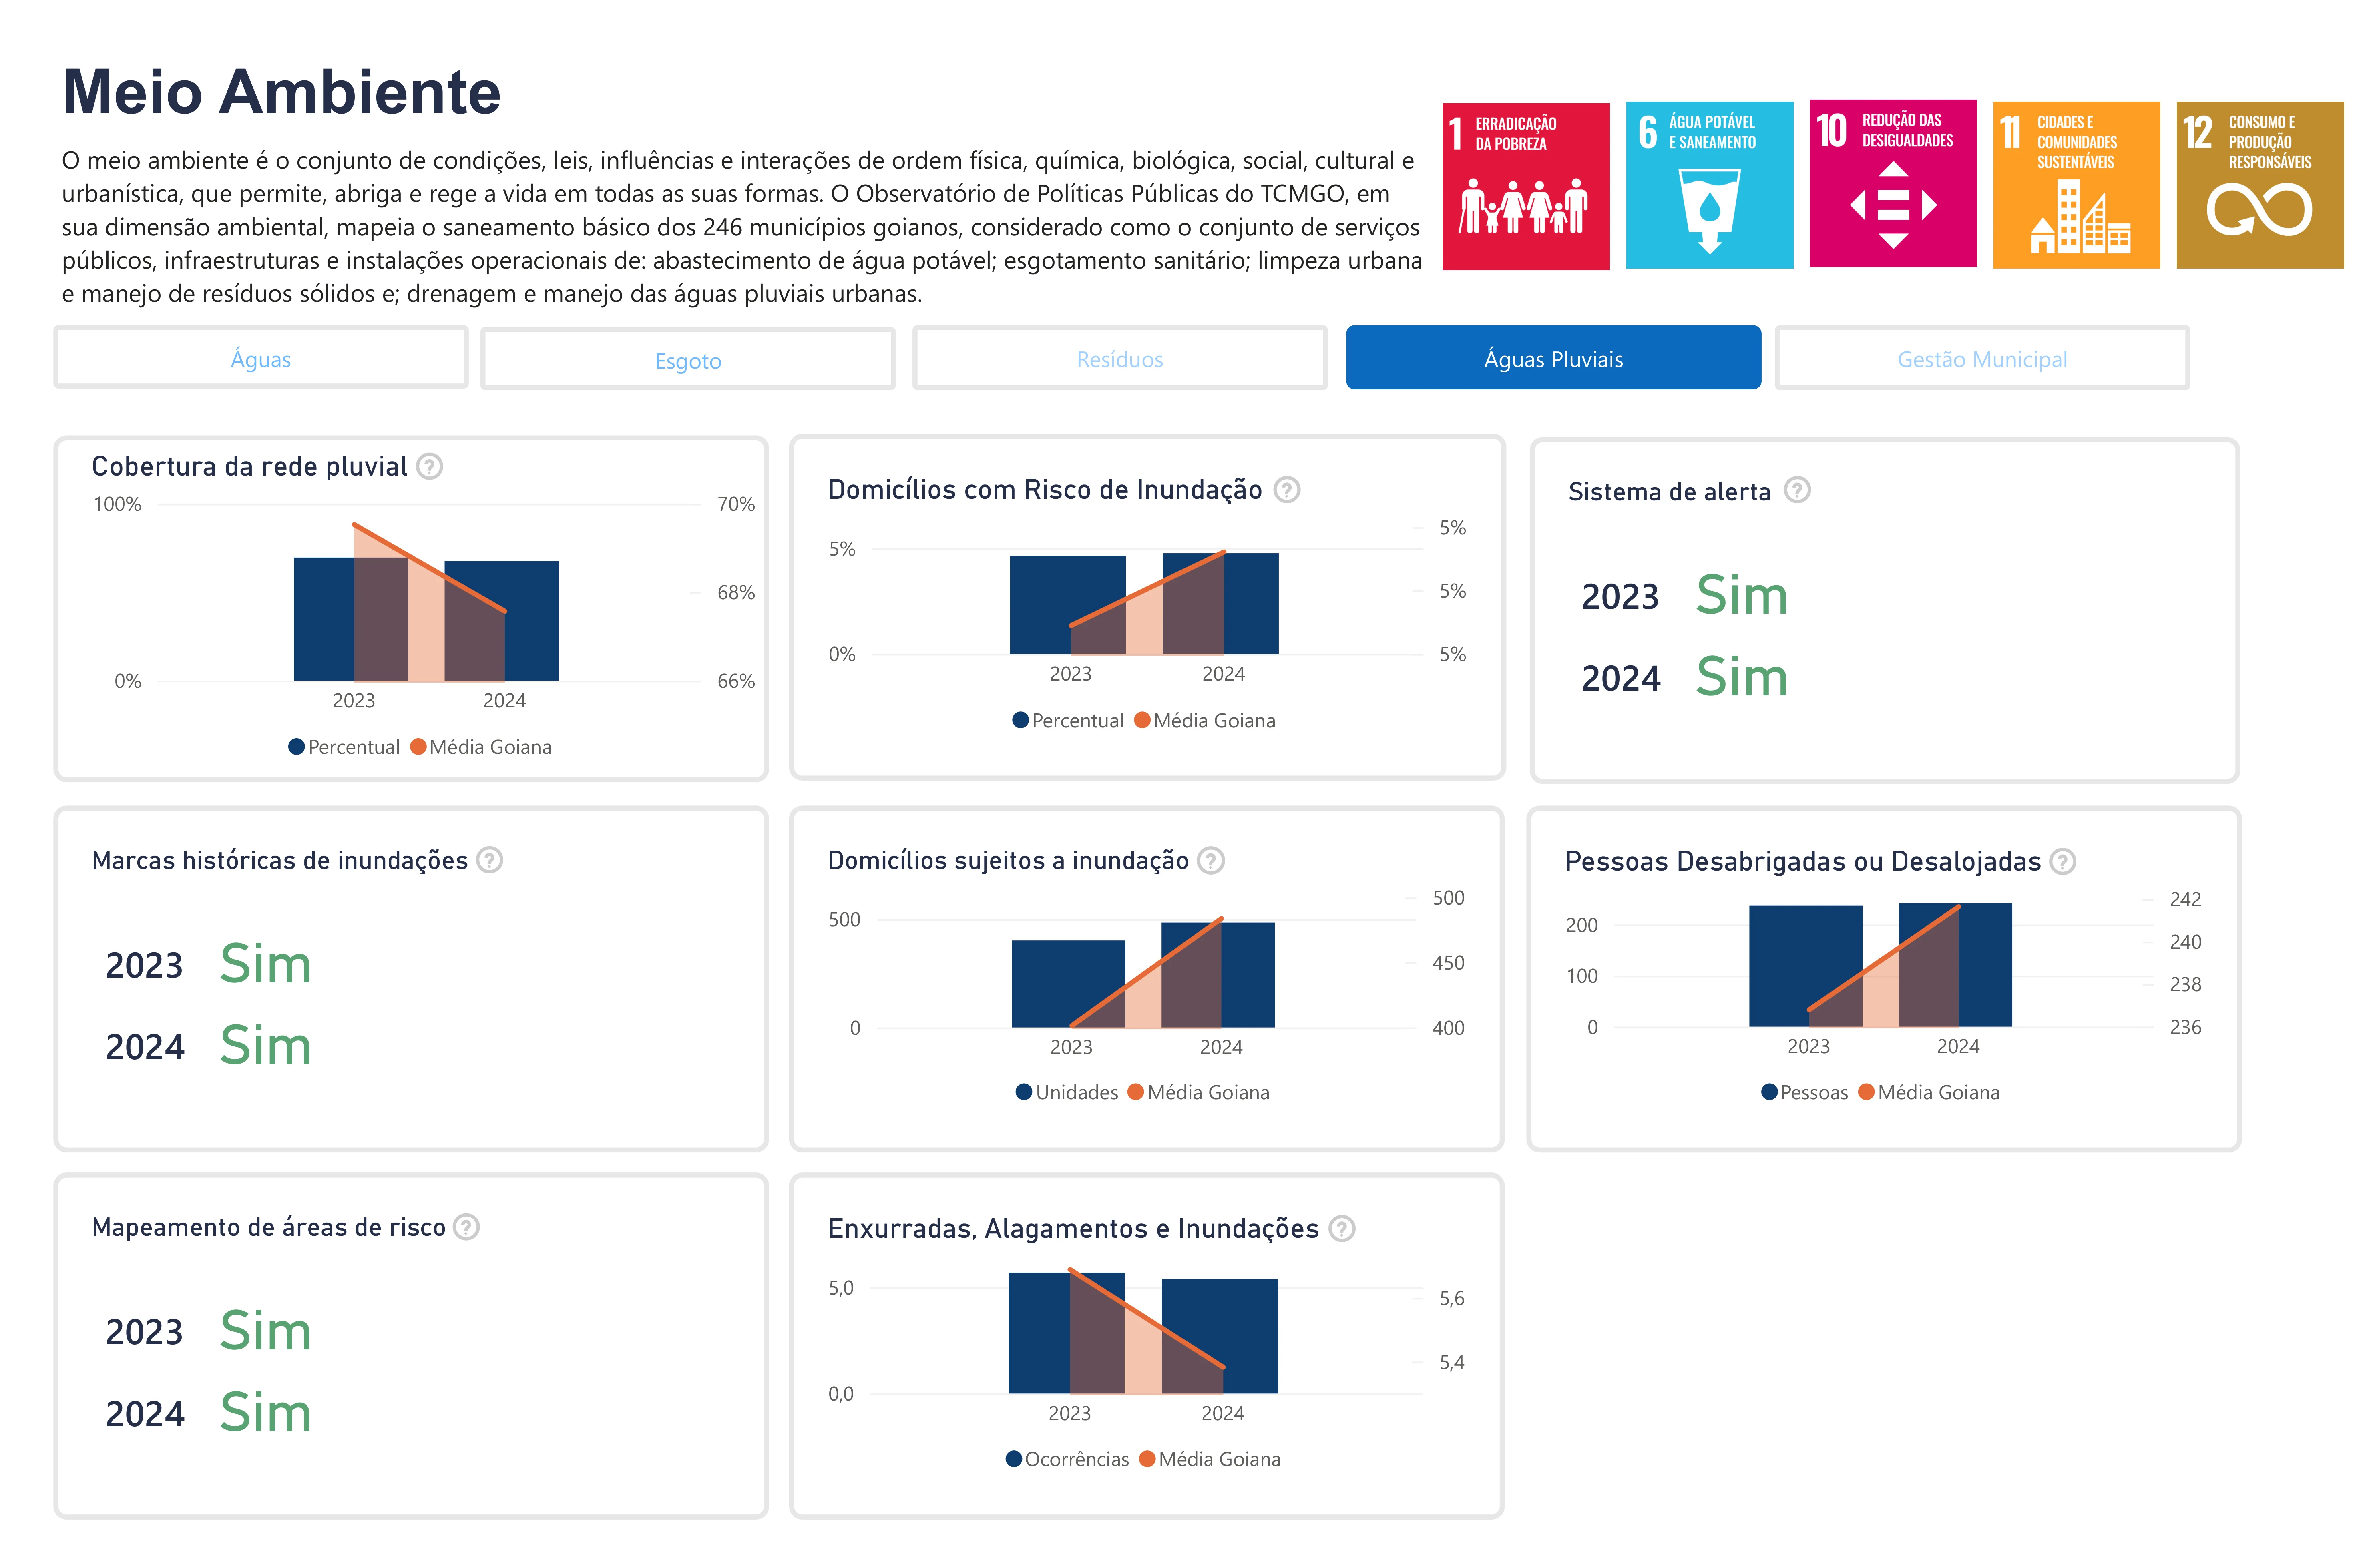 Meio Ambiente
O meio ambiente é o conjunto de condições, leis, influências e interações de ordem física, química, biológica, social, cultural e
urbanística, que permite, abriga e rege a vida em todas as suas formas. O Observatório de Políticas Públicas do TCMGO, em
sua dimensão ambiental, mapeia o saneamento básico dos 246 municípios goianos, considerado como o conjunto de serviços
públicos, infraestruturas e instalações operacionais de: abastecimento de água potável; esgotamento sanitário; limpeza urbana
e manejo de resíduos sólidos e; drenagem e manejo das águas pluviais urbanas.
1 ERRADICAÇÃO
DA POBREZA
6 ÁGUA POTÁVEL
E SANEAMENTO
10 REDUÇÃO DAS
DESIGUALDADES
11 CIDADES E
COMUNIDADES
SUSTENTÁVEIS
12 CONSUMO E
PRODUÇÃO
RESPONSÁVEIS
Águas
Esgoto
Resíduos
Águas Pluviais
Gestão Municipal
Cobertura da rede pluvial ?
100%
0%
70%
68%
66%
2023 2024
Percentual Média Goiana
Domicílios com Risco de Inundação ?
5%
0%
5%
5%
5%
2023 2024
Percentual Média Goiana
Sistema de alerta ?
2023 Sim
2024 Sim
Marcas históricas de inundações ?
2023 Sim
2024 Sim
Domicílios sujeitos a inundação ?
500
0
500
450
400
2023 2024
Unidades Média Goiana
Pessoas Desabrigadas ou Desalojadas ?
200
100
0
242
240
238
236
2023 2024
Pessoas Média Goiana
Mapeamento de áreas de risco ?
2023 Sim
2024 Sim
Enxurradas, Alagamentos e Inundações ?
5,0
0,0
5,6
5,4
2023 2024
Ocorrências Média Goiana